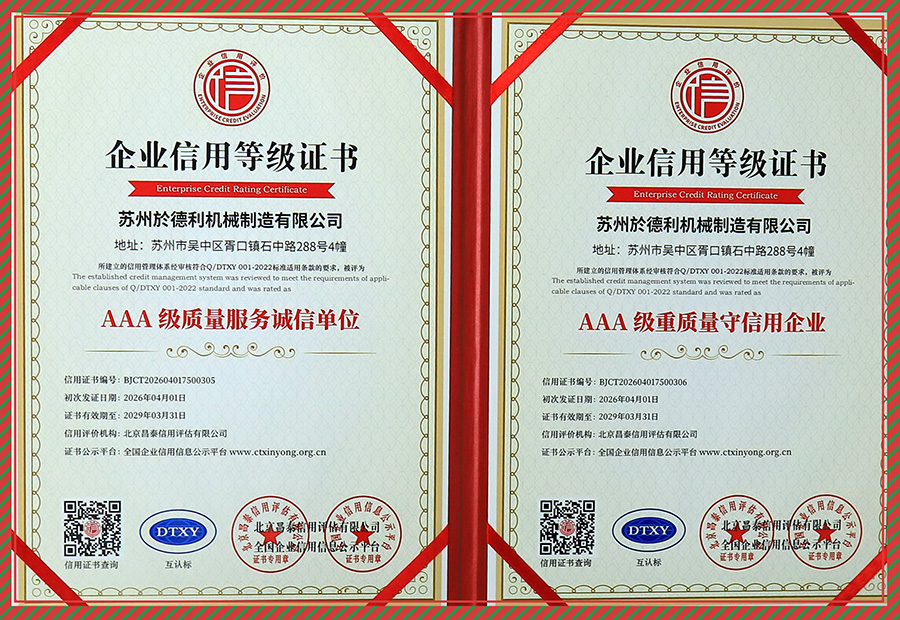 企业信用评价
ENTERPRISE CREDIT EVALUATION
企业信用等级证书
Enterprise Credit Rating Certificate
苏州於德利机械制造有限公司
地址：苏州市吴中区胥口镇石中路288号4幢
所建立的信用管理体系经审核符合Q/DTXY 001-2022标准适用条款的要求，被评为
The established credit management system was reviewed to meet the requirements of appli-
cable clauses of Q/DTXY 001-2022 standard and was rated as
AAA 级质量服务诚信单位
信用证书编号：BJCT202604017500305
初次发证日期：2026年04月01日
证书有效期至：2029年03月31日
信用评价机构：北京昌泰信用评估有限公司
证书公示平台：全国企业信用信息公示平台 www.ctxinyong.org.cn
DTXY
北京昌泰信用评估有限公司
全国企业信用信息公示平台
证书专用章
证书专用章
信用证书查询
互认标
企业信用评价
ENTERPRISE CREDIT EVALUATION
企业信用等级证书
Enterprise Credit Rating Certificate
苏州於德利机械制造有限公司
地址：苏州市吴中区胥口镇石中路288号4幢
所建立的信用管理体系经审核符合Q/DTXY 001-2022标准适用条款的要求，被评为
The established credit management system was reviewed to meet the requirements of appli-
cable clauses of Q/DTXY 001-2022 standard and was rated as
AAA 级重质量守信用企业
信用证书编号：BJCT202604017500306
初次发证日期：2026年04月01日
证书有效期至：2029年03月31日
信用评价机构：北京昌泰信用评估有限公司
证书公示平台：全国企业信用信息公示平台 www.ctxinyong.org.cn
DTXY
北京昌泰信用评估有限公司
全国企业信用信息公示平台
证书专用章
证书专用章
信用证书查询
互认标